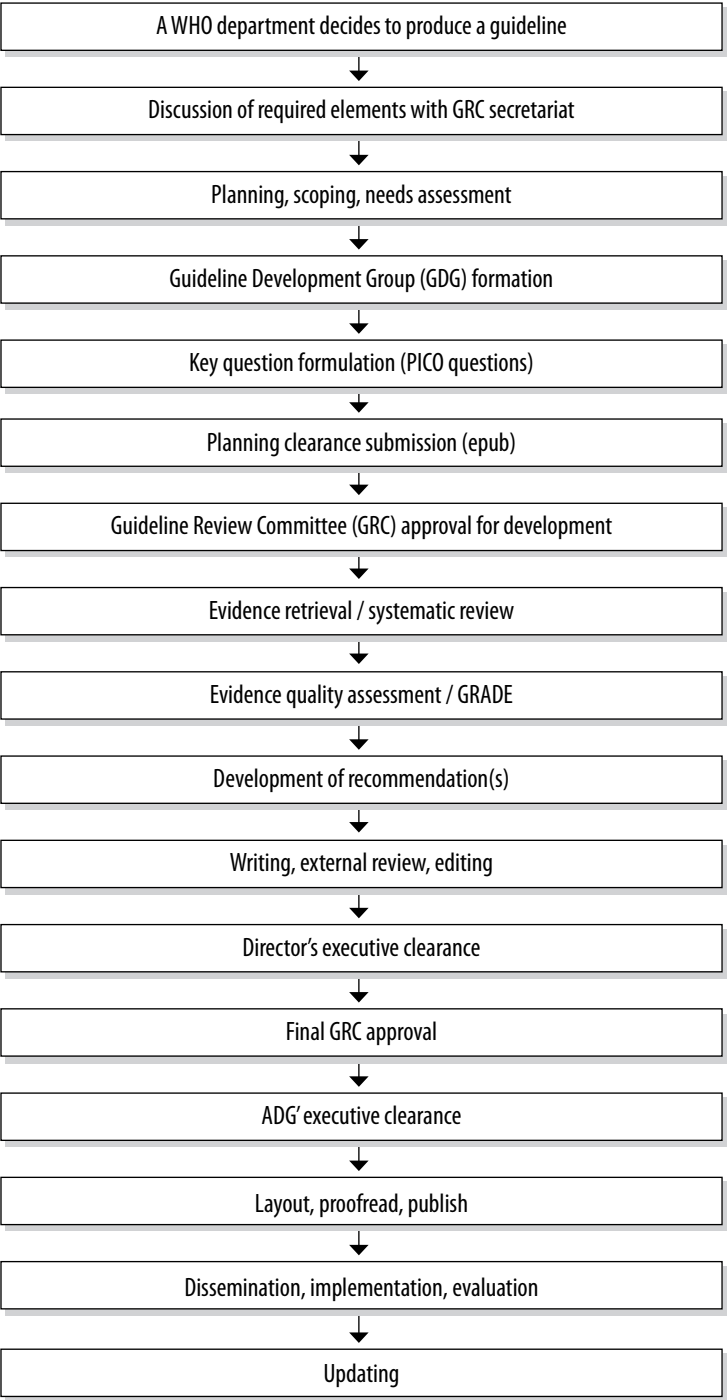 A WHO department decides to produce a guideline
Discussion of required elements with GRC secretariat
Planning, scoping, needs assessment
Guideline Development Group (GDG) formation
Key question formulation (PICO questions)
Planning clearance submission (epub)
Guideline Review Committee (GRC) approval for development
Evidence retrieval / systematic review
Evidence quality assessment / GRADE
Development of recommendation(s)
Writing, external review, editing
Director’s executive clearance
Final GRC approval
ADG’ executive clearance
Layout, proofread, publish
Dissemination, implementation, evaluation
Updating